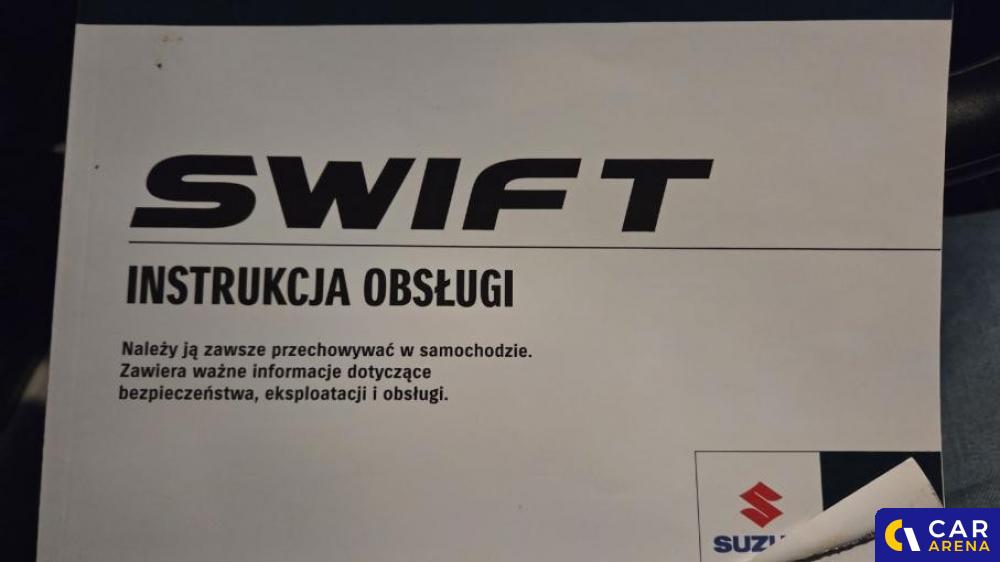 SWIFT
INSTRUKCJA OBSŁUGI
Należy ją zawsze przechowywać w samochodzie.
Zawiera ważne informacje dotyczące
bezpieczeństwa, eksploatacji i obsługi.
CAR
ARENA